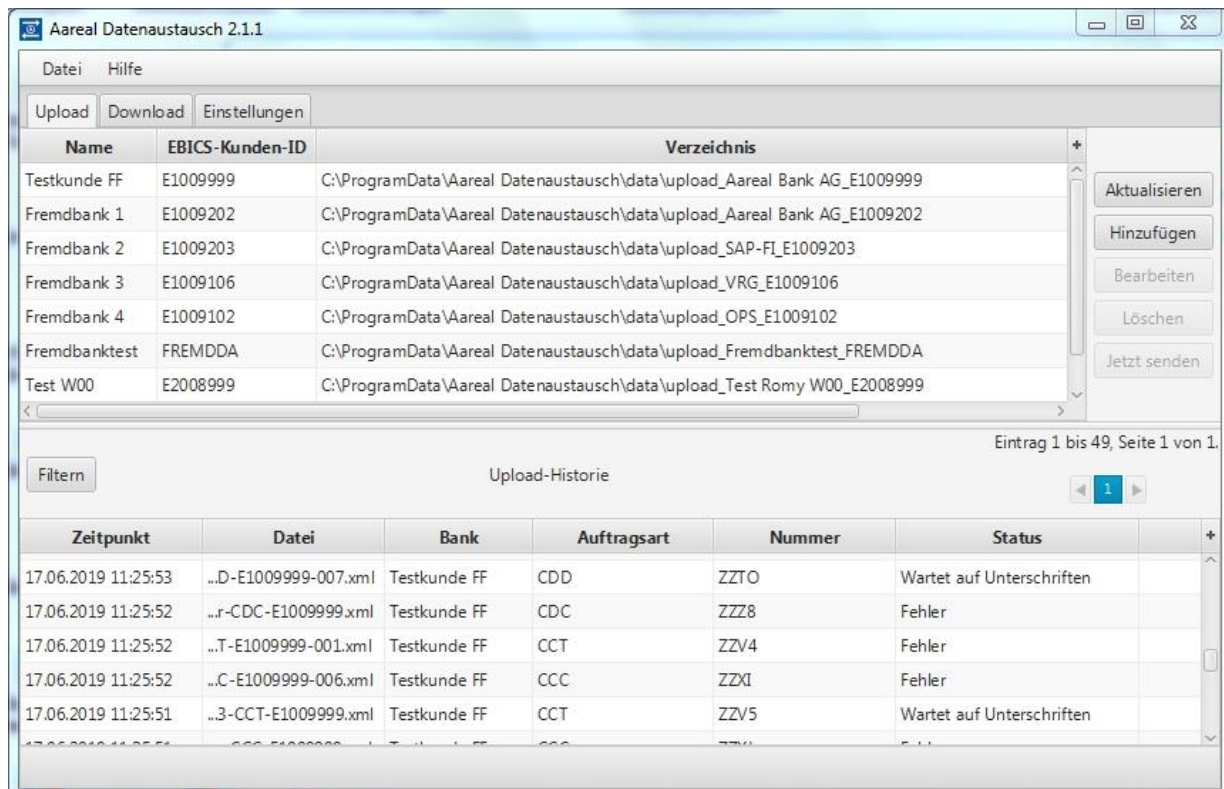 Aareal Datenaustausch 2.1.1
Datei Hilfe
Upload Download Einstellungen
Name EBICS-Kunden-ID Verzeichnis +
Testkunde FF E1009999 C:\ProgramData\Aareal Datenaustausch\data\upload_Aareal Bank AG_E1009999
Fremdbank 1 E1009202 C:\ProgramData\Aareal Datenaustausch\data\upload_Aareal Bank AG_E1009202
Fremdbank 2 E1009203 C:\ProgramData\Aareal Datenaustausch\data\upload_SAP-FI_E1009203
Fremdbank 3 E1009106 C:\ProgramData\Aareal Datenaustausch\data\upload_VRG_E1009106
Fremdbank 4 E1009102 C:\ProgramData\Aareal Datenaustausch\data\upload_OPS_E1009102
Fremdbanktest FREMDDA C:\ProgramData\Aareal Datenaustausch\data\upload_Fremdbanktest_FREMDDA
Test W00 E2008999 C:\ProgramData\Aareal Datenaustausch\data\upload_Test Romy W00_E2008999
Aktualisieren
Hinzufügen
Bearbeiten
Löschen
Jetzt senden
Eintrag 1 bis 49, Seite 1 von 1.
Filtern Upload-Historie 1
Zeitpunkt Datei Bank Auftragsart Nummer Status +
17.06.2019 11:25:53 ...D-E1009999-007.xml Testkunde FF CDD ZZTO Wartet auf Unterschriften
17.06.2019 11:25:52 ...r-CDC-E1009999.xml Testkunde FF CDC ZZZ8 Fehler
17.06.2019 11:25:52 ...T-E1009999-001.xml Testkunde FF CCT ZZV4 Fehler
17.06.2019 11:25:52 ...C-E1009999-006.xml Testkunde FF CCC ZZXI Fehler
17.06.2019 11:25:51 ...3-CCT-E1009999.xml Testkunde FF CCT ZZV5 Wartet auf Unterschriften